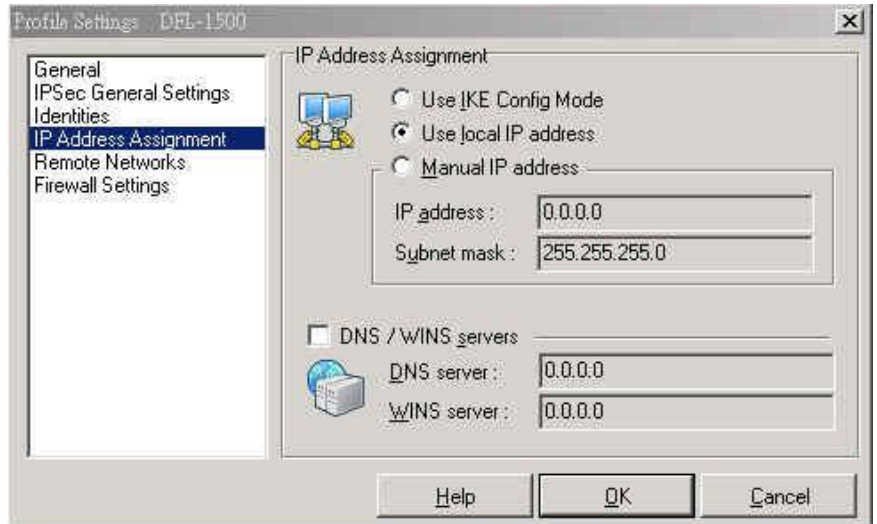 Profile Settings DFL-1500
General
IPSec General Settings
Identities
IP Address Assignment
Remote Networks
Firewall Settings
IP Address Assignment
Use IKE Config Mode
Use local IP address
Manual IP address
IP address :
0.0.0.0
Subnet mask :
255.255.255.0
DNS / WINS servers
DNS server :
0.0.0.0
WINS server :
0.0.0.0
Help
OK
Cancel